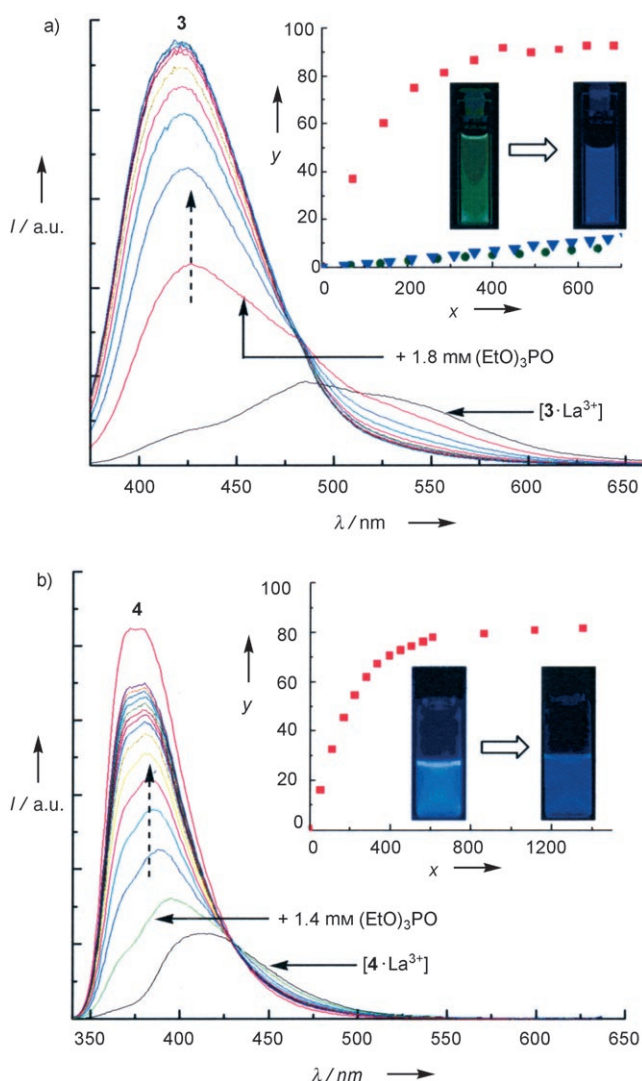 a)
3
I / a.u.
100
80
60
40
20
0
y
0 200 400 600
x
+ 1.8 mM (EtO)₃PO
[3·La³⁺]
400 450 500 550 600 650
λ / nm
b)
4
I / a.u.
100
80
60
40
20
0
y
0 400 800 1200
x
+ 1.4 mM (EtO)₃PO
[4·La³⁺]
350 400 450 500 550 600 650
λ / nm